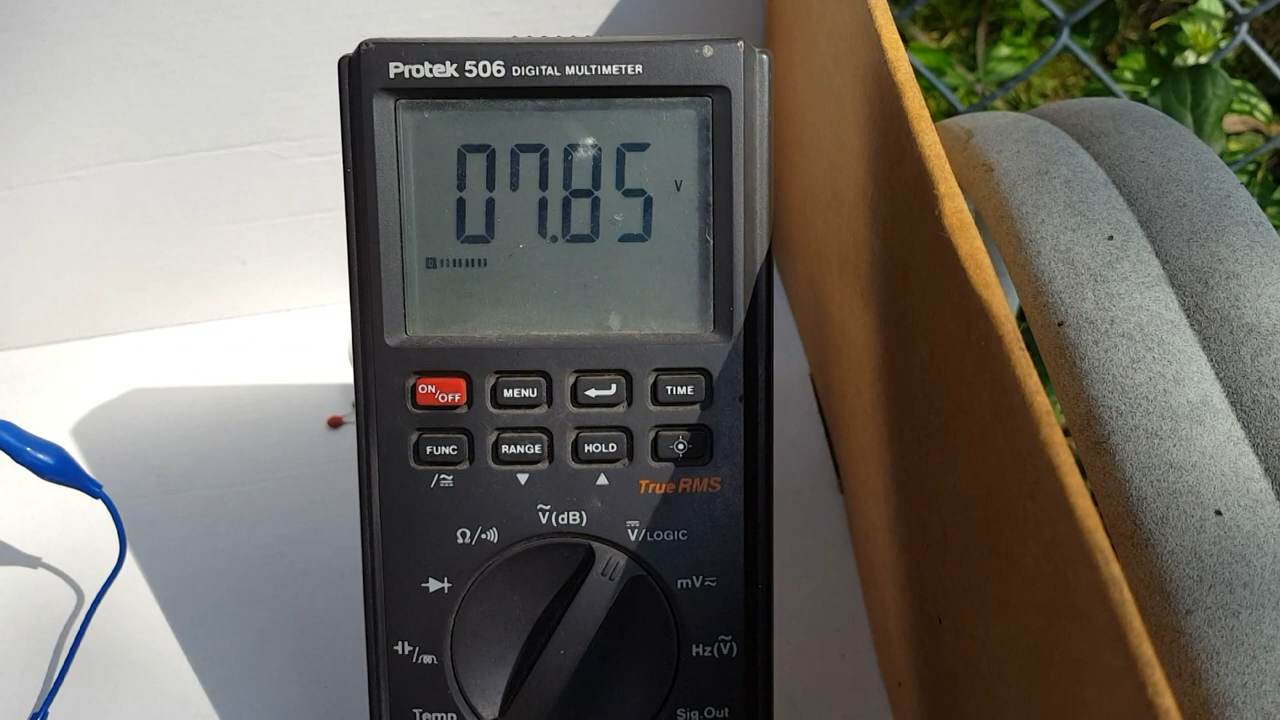 Protek 506 DIGITAL MULTIMETER
07.85 V
ON/OFF MENU TIME
FUNC RANGE HOLD
/≂ ▼ ▲ True RMS
Ṽ(dB)
Ω/•)) V/LOGIC
mV≂
Hz(Ṽ)
Temp Sig.Out